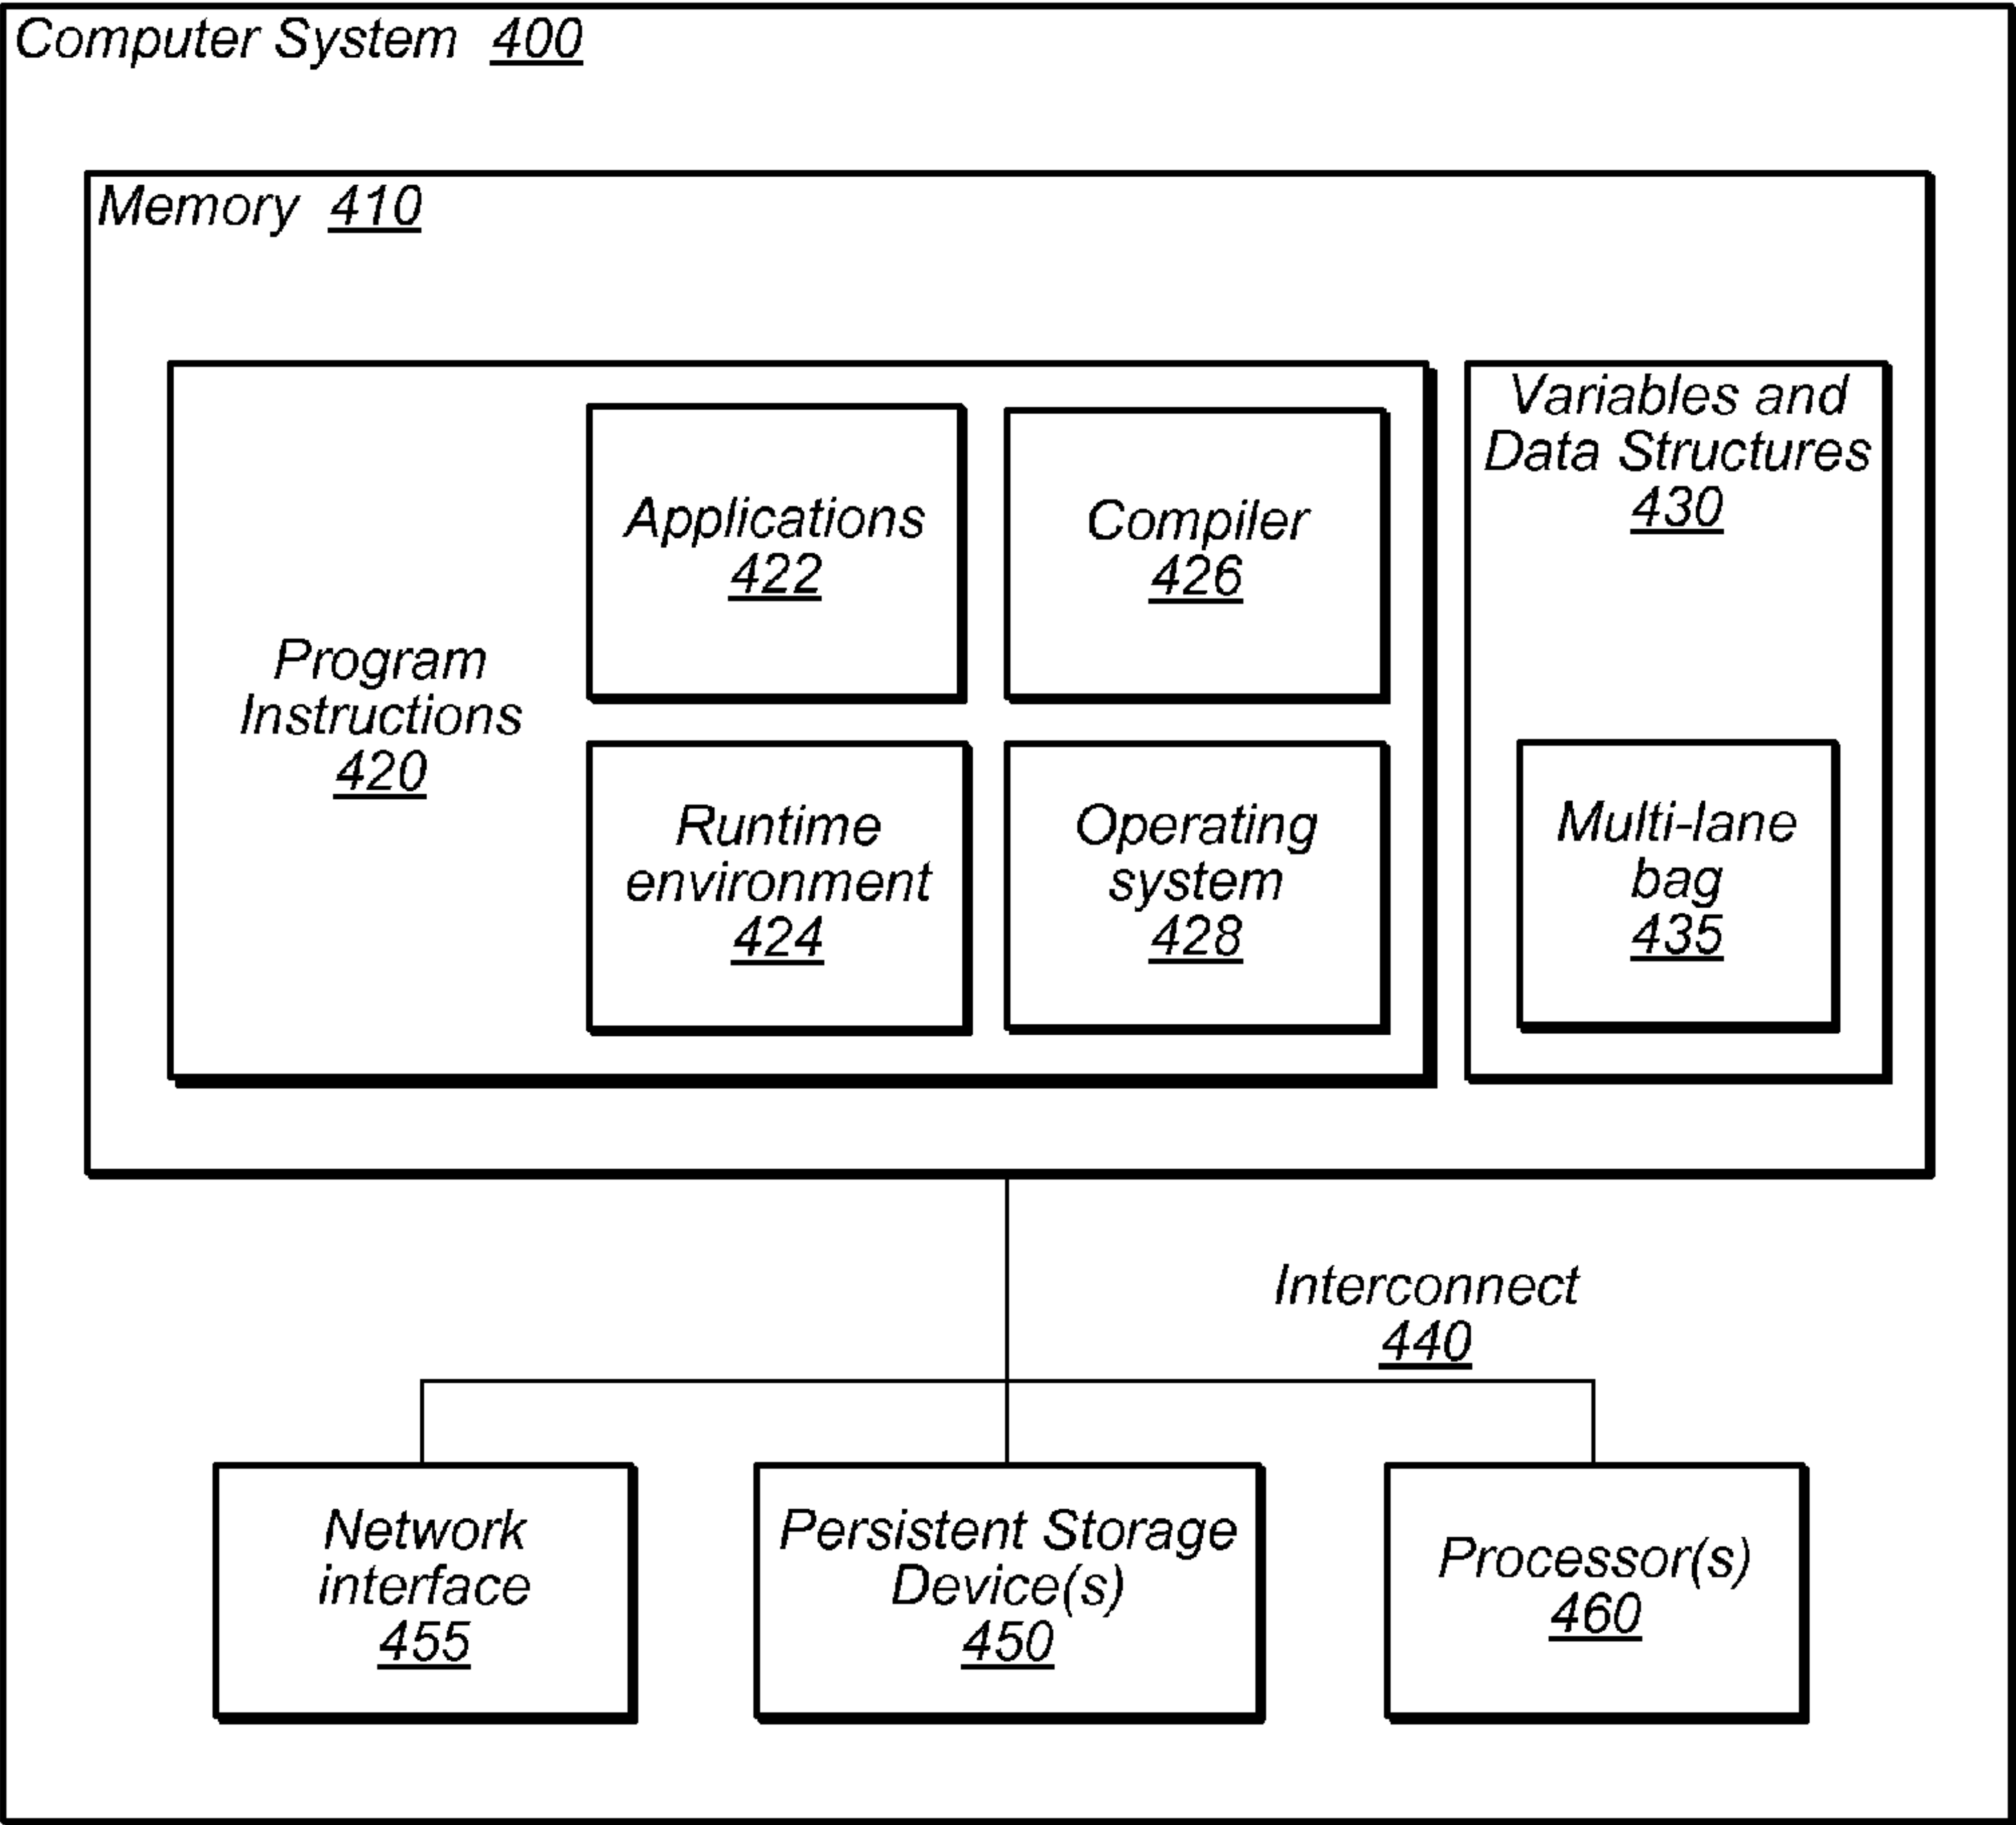 Computer System 400
Memory 410
Program
Instructions
420
Applications
422
Compiler
426
Runtime
environment
424
Operating
system
428
Variables and
Data Structures
430
Multi-lane
bag
435
Interconnect
440
Network
interface
455
Persistent Storage
Device(s)
450
Processor(s)
460